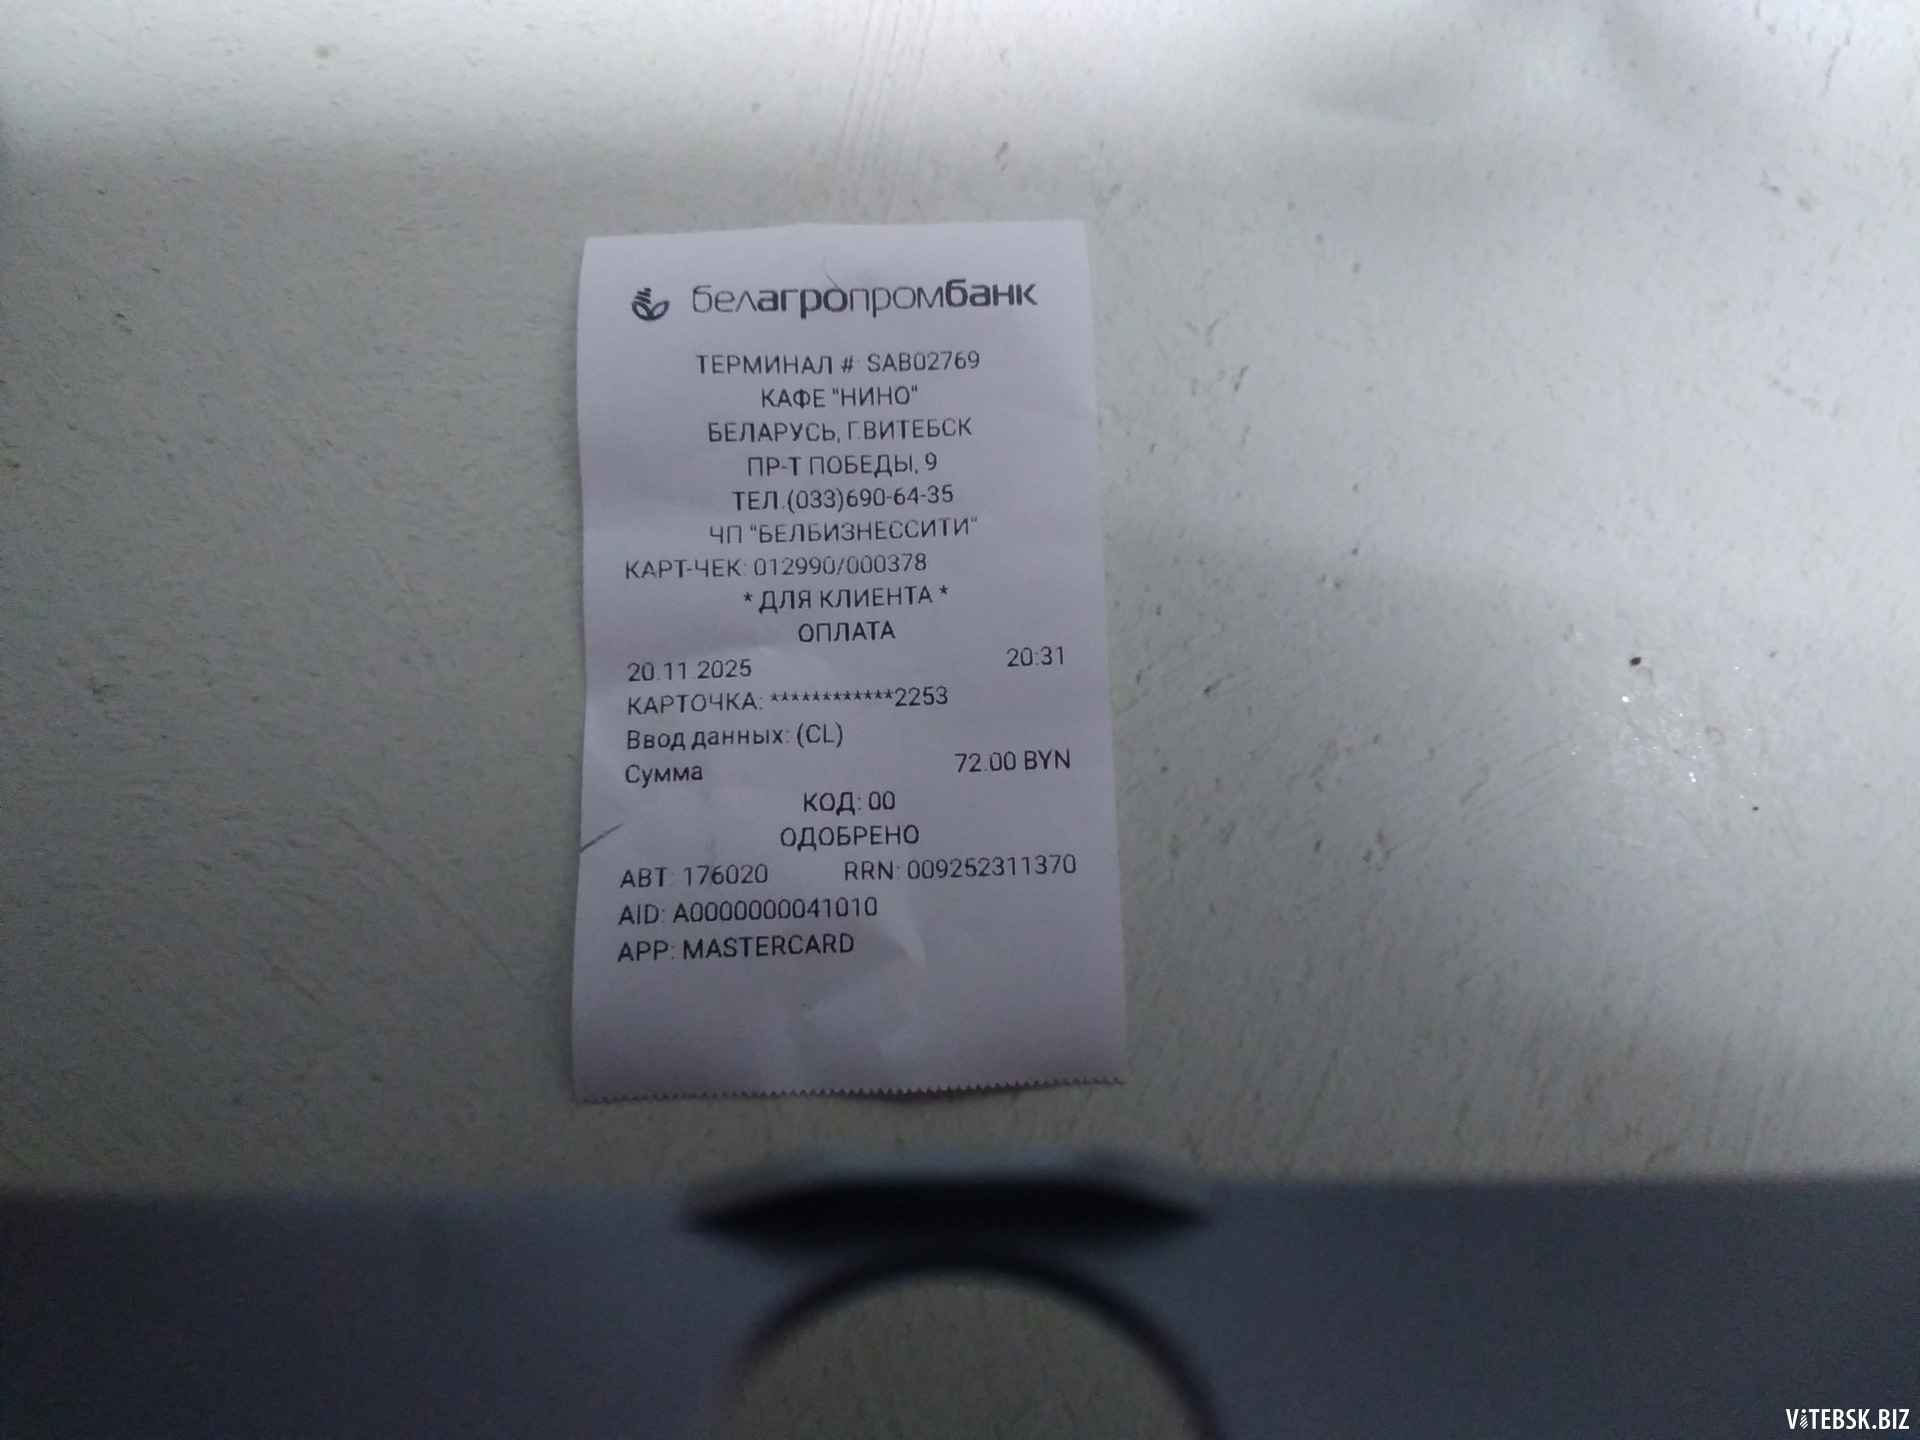 белагропромбанк
ТЕРМИНАЛ # SAB02769
КАФЕ "НИНО"
БЕЛАРУСЬ, Г.ВИТЕБСК
ПР-Т ПОБЕДЫ, 9
ТЕЛ.(033)690-64-35
ЧП "БЕЛБИЗНЕССИТИ"
КАРТ-ЧЕК: 012990/000378
* ДЛЯ КЛИЕНТА *
ОПЛАТА
20.11.2025 20:31
КАРТОЧКА: ************2253
Ввод данных: (CL)
Сумма 72.00 BYN
КОД: 00
ОДОБРЕНО
АВТ: 176020 RRN: 009252311370
AID: A0000000041010
APP: MASTERCARD
ViTEBSK.BIZ